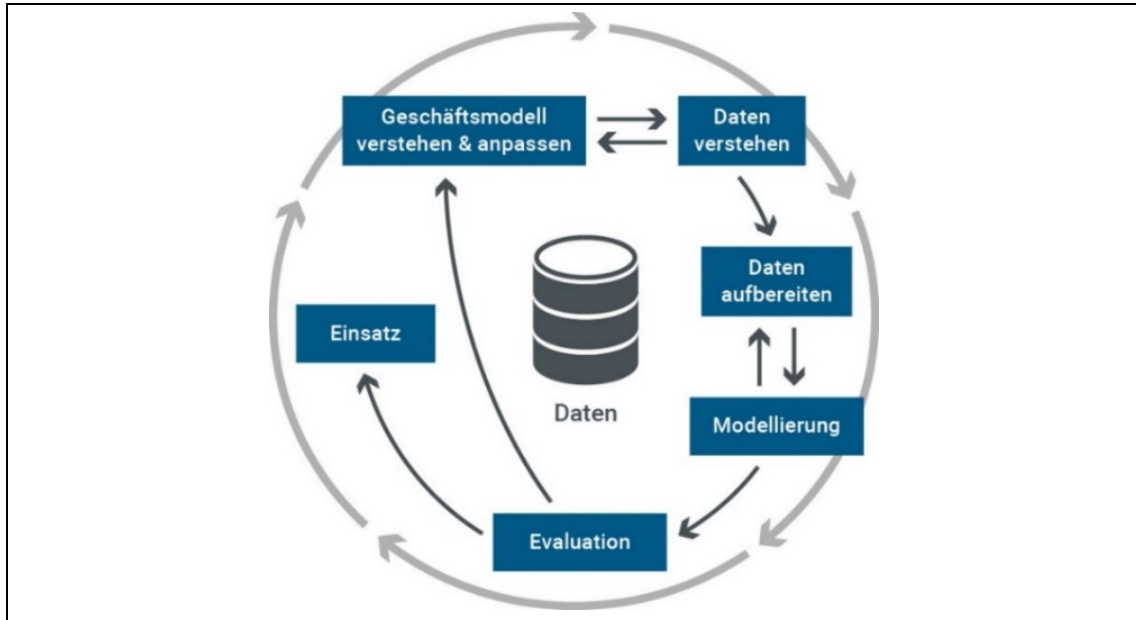 Geschäftsmodell
verstehen & anpassen
Daten
verstehen
Daten
aufbereiten
Einsatz
Daten
Modellierung
Evaluation